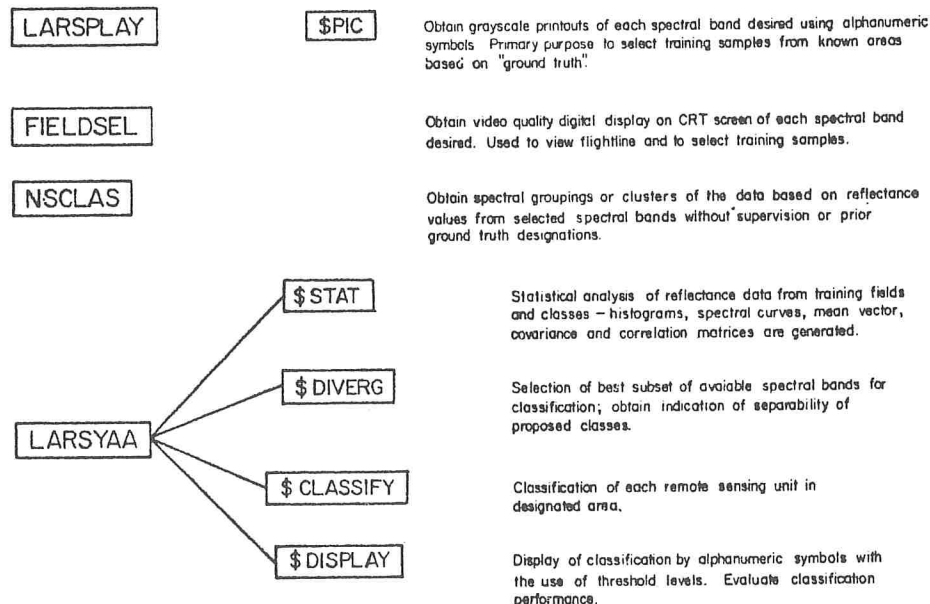 LARSPLAY
$PIC
Obtain grayscale printouts of each spectral band desired using alphanumeric
symbols Primary purpose to select training samples from known areas
based on "ground truth".
FIELDSEL
Obtain video quality digital display on CRT screen of each spectral band
desired. Used to view flightline and to select training samples.
NSCLAS
Obtain spectral groupings or clusters of the data based on reflectance
values from selected spectral bands without supervision or prior
ground truth designations.
$ STAT
Statistical analysis of reflectance data from training fields
and classes – histograms, spectral curves, mean vector,
covariance and correlation matrices are generated.
$ DIVERG
Selection of best subset of avaiable spectral bands for
classification; obtain indication of separability of
proposed classes.
LARSYAA
$ CLASSIFY
Classification of each remote sensing unit in
designated area.
$ DISPLAY
Display of classification by alphanumeric symbols with
the use of threshold levels. Evaluate classification
performance.